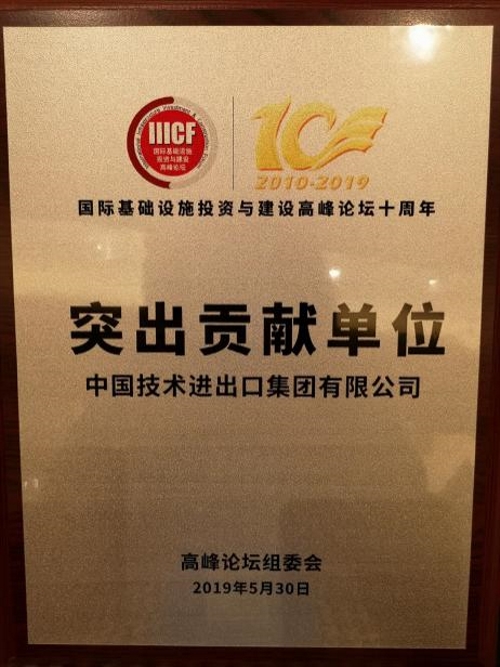 IIICF
国际基础设施
投资与建设
高峰论坛
2010-2019
国际基础设施投资与建设高峰论坛十周年
突出贡献单位
中国技术进出口集团有限公司
高峰论坛组委会
2019年5月30日